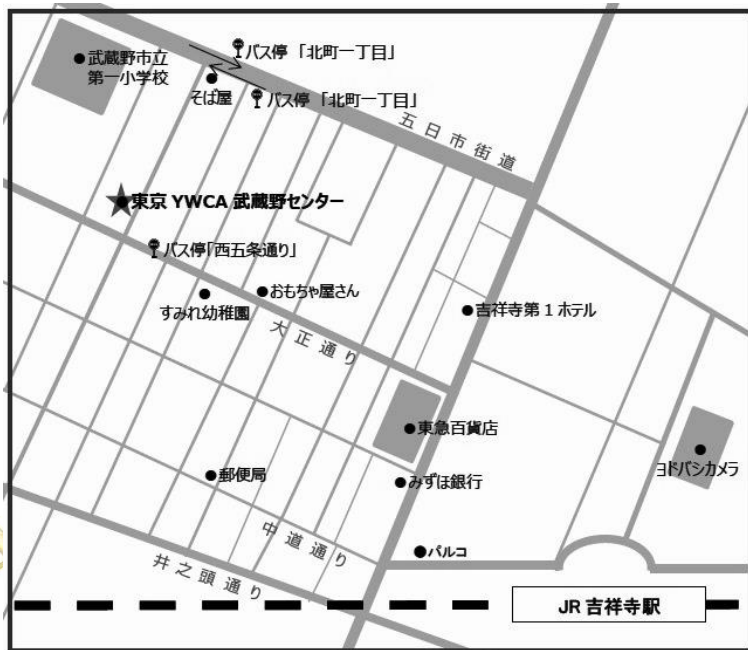 バス停「北町一丁目」
武蔵野市立
第一小学校
そば屋
バス停「北町一丁目」
五日市街道
東京 YWCA 武蔵野センター
バス停「西五条通り」
すみれ幼稚園
おもちゃ屋さん
吉祥寺第1ホテル
大正通り
東急百貨店
ヨドバシカメラ
郵便局
みずほ銀行
中道通り
パルコ
井之頭通り
JR 吉祥寺駅